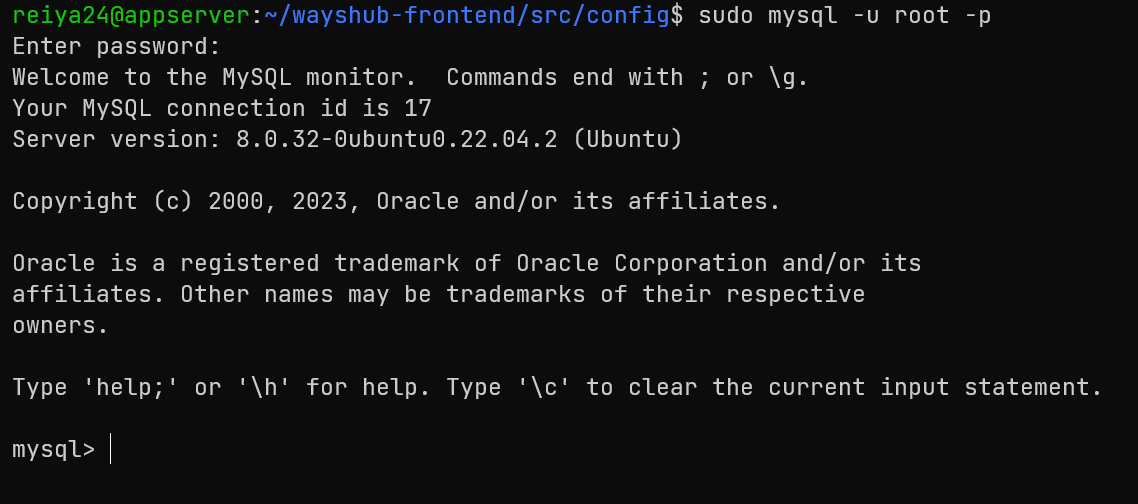 reiya24@appserver:~/wayshub-frontend/src/config$ sudo mysql -u root -p
Enter password:
Welcome to the MySQL monitor.  Commands end with ; or \g.
Your MySQL connection id is 17
Server version: 8.0.32-0ubuntu0.22.04.2 (Ubuntu)
Copyright (c) 2000, 2023, Oracle and/or its affiliates.
Oracle is a registered trademark of Oracle Corporation and/or its
affiliates. Other names may be trademarks of their respective
owners.
Type 'help;' or '\h' for help. Type '\c' to clear the current input statement.
mysql>